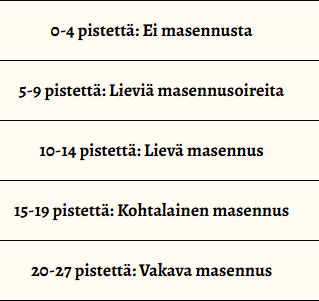 0-4 pistettä: Ei masennusta
5-9 pistettä: Lieviä masennusoireita
10-14 pistettä: Lievä masennus
15-19 pistettä: Kohtalainen masennus
20-27 pistettä: Vakava masennus